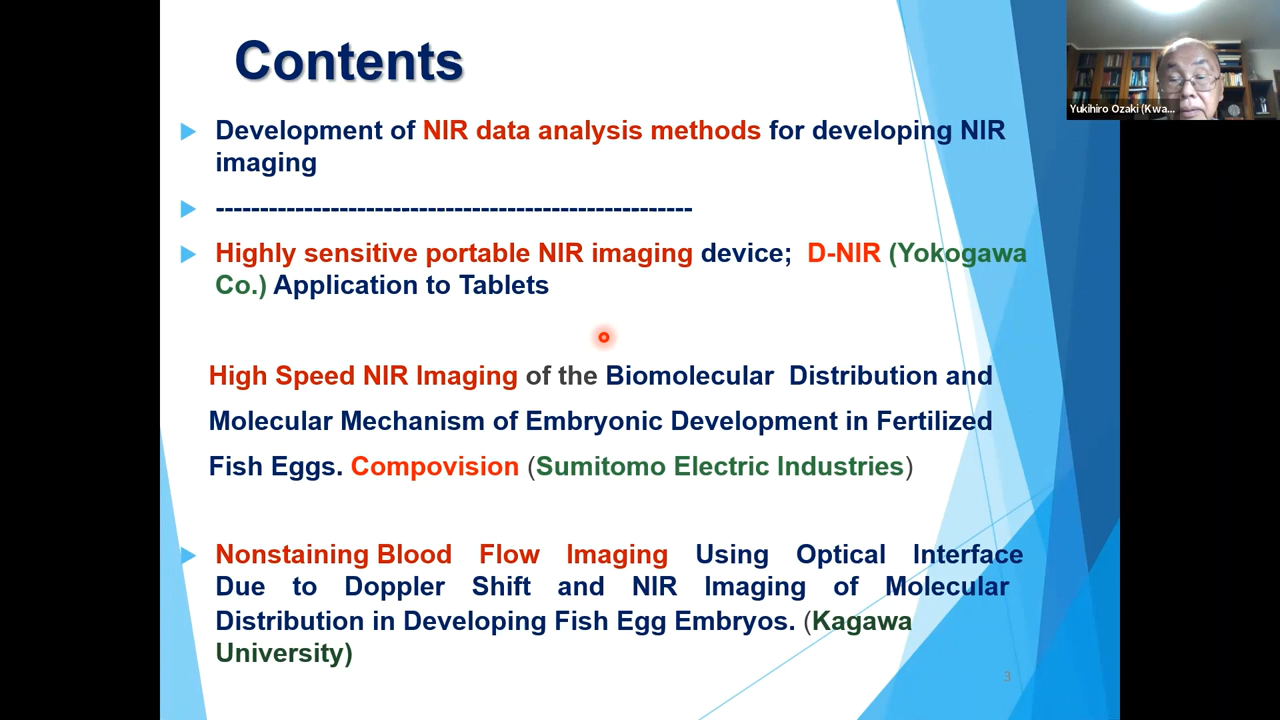 Contents
Development of NIR data analysis methods for developing NIR
imaging
------------------------------------------------------
Highly sensitive portable NIR imaging device; D-NIR (Yokogawa
Co.) Application to Tablets
High Speed NIR Imaging of the Biomolecular Distribution and
Molecular Mechanism of Embryonic Development in Fertilized
Fish Eggs. Compovision (Sumitomo Electric Industries)
Nonstaining Blood Flow Imaging Using Optical Interface
Due to Doppler Shift and NIR Imaging of Molecular
Distribution in Developing Fish Egg Embryos. (Kagawa
University)
3
Yukihiro Ozaki (Kwa...